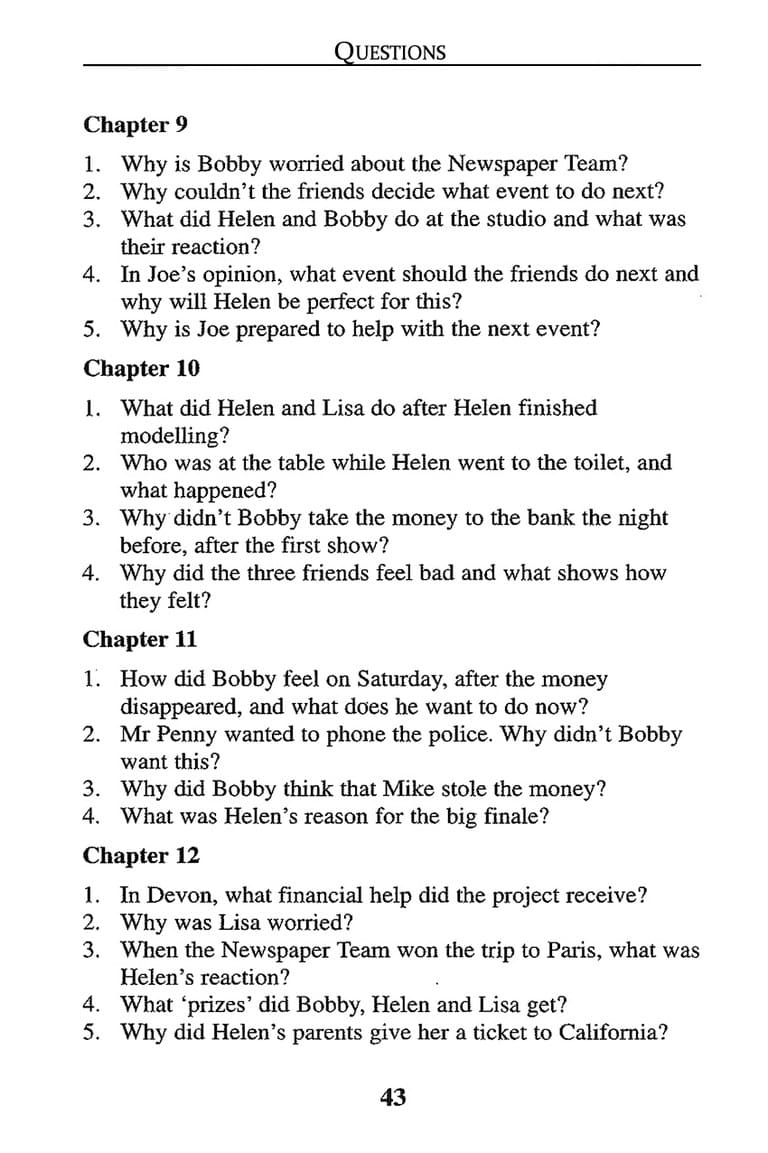 QUESTIONS
Chapter 9
1. Why is Bobby worried about the Newspaper Team?
2. Why couldn't the friends decide what event to do next?
3. What did Helen and Bobby do at the studio and what was
their reaction?
4. In Joe's opinion, what event should the friends do next and
why will Helen be perfect for this?
5. Why is Joe prepared to help with the next event?
Chapter 10
1. What did Helen and Lisa do after Helen finished
modelling?
2. Who was at the table while Helen went to the toilet, and
what happened?
3. Why didn't Bobby take the money to the bank the night
before, after the first show?
4. Why did the three friends feel bad and what shows how
they felt?
Chapter 11
1. How did Bobby feel on Saturday, after the money
disappeared, and what does he want to do now?
2. Mr Penny wanted to phone the police. Why didn't Bobby
want this?
3. Why did Bobby think that Mike stole the money?
4. What was Helen's reason for the big finale?
Chapter 12
1. In Devon, what financial help did the project receive?
2. Why was Lisa worried?
3. When the Newspaper Team won the trip to Paris, what was
Helen's reaction?
4. What 'prizes' did Bobby, Helen and Lisa get?
5. Why did Helen's parents give her a ticket to California?
43